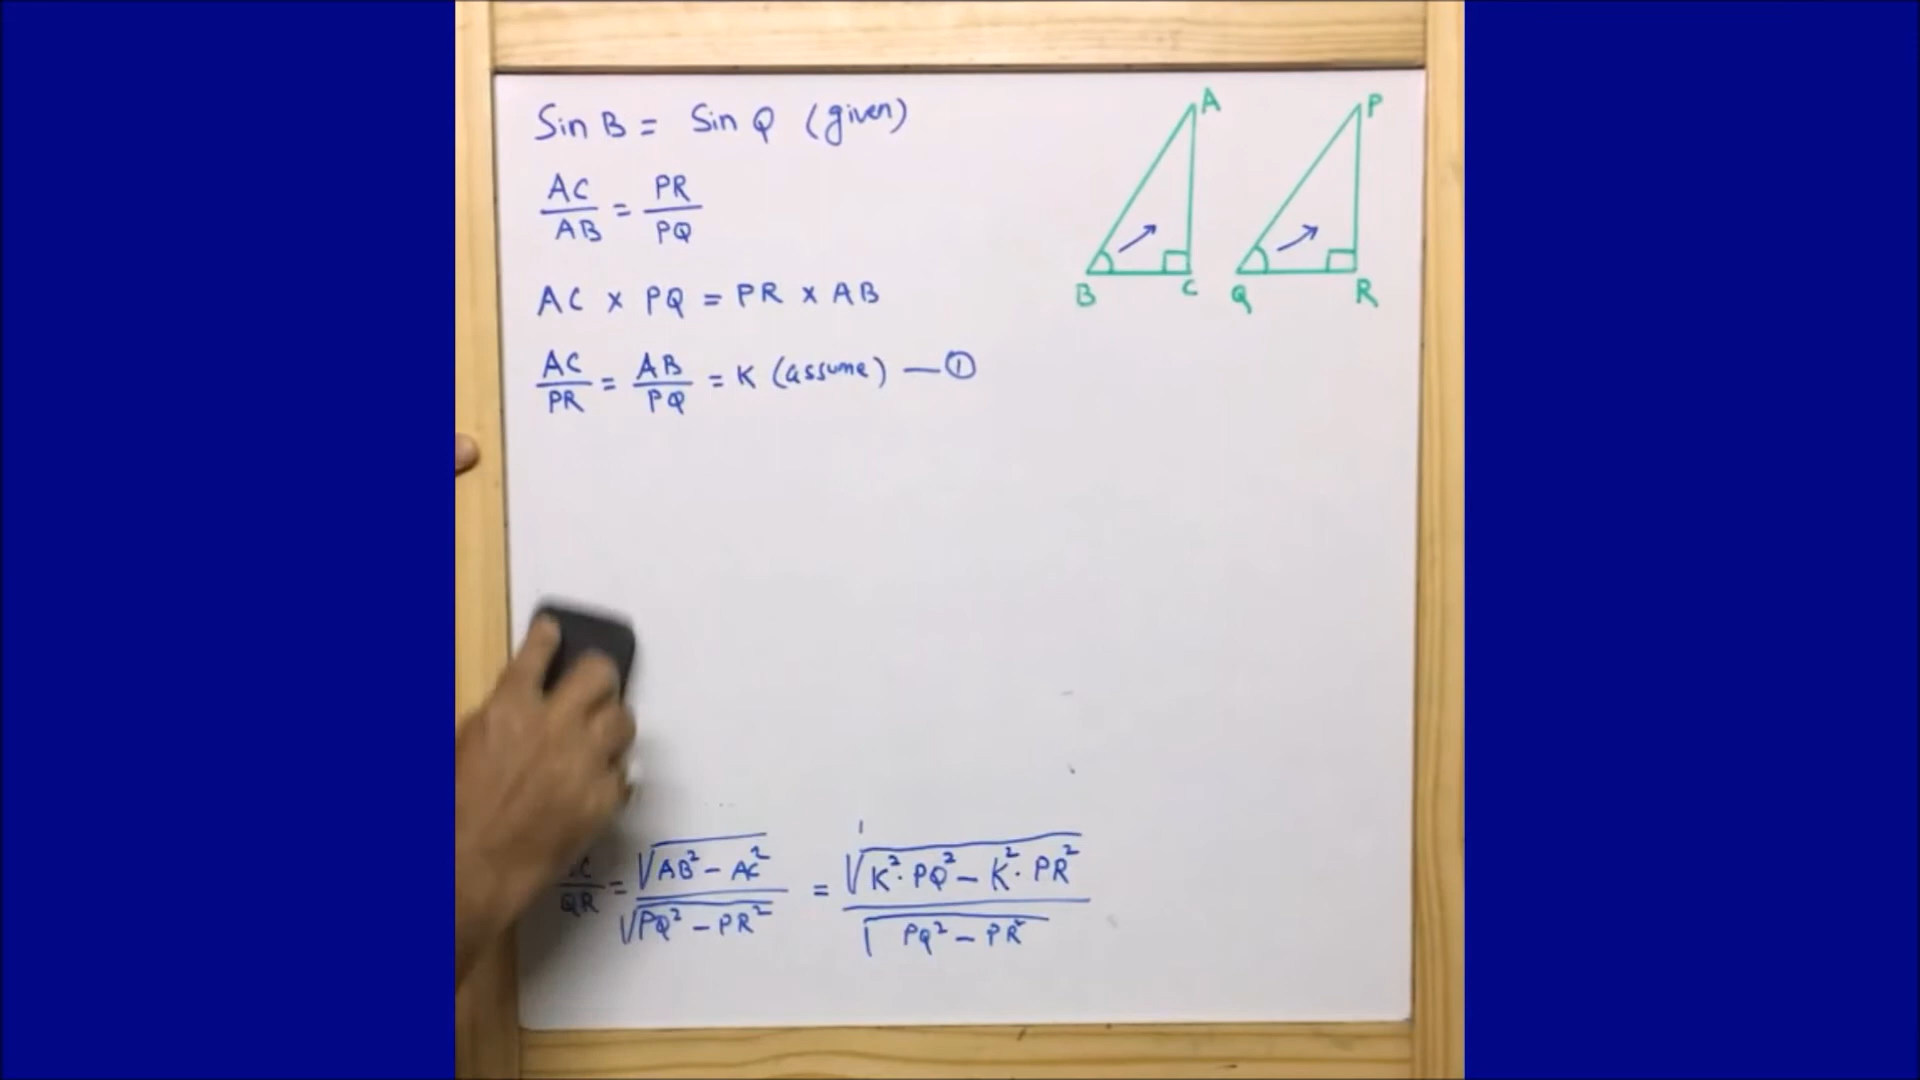 Sin B = Sin Q (given)
AC/AB = PR/PQ
AC × PQ = PR × AB
AC/PR = AB/PQ = K (assume) — ①
QR = √AB² - AC² / √PQ² - PR² = √K². PQ² - K². PR² / √PQ² - PR²
A
P
B
C
Q
R